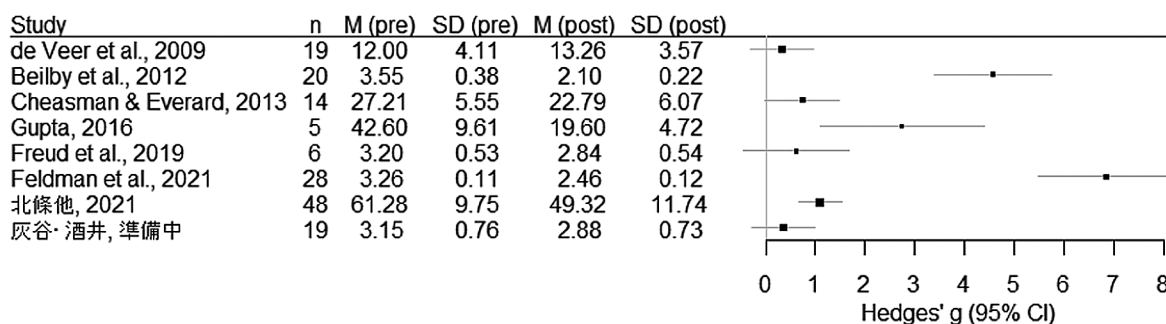 Study n M (pre) SD (pre) M (post) SD (post)
de Veer et al., 2009 19 12.00 4.11 13.26 3.57
Beilby et al., 2012 20 3.55 0.38 2.10 0.22
Cheasman & Everard, 2013 14 27.21 5.55 22.79 6.07
Gupta, 2016 5 42.60 9.61 19.60 4.72
Freud et al., 2019 6 3.20 0.53 2.84 0.54
Feldman et al., 2021 28 3.26 0.11 2.46 0.12
北條他, 2021 48 61.28 9.75 49.32 11.74
灰谷·酒井, 準備中 19 3.15 0.76 2.88 0.73
0 1 2 3 4 5 6 7 8
Hedges' g (95% CI)